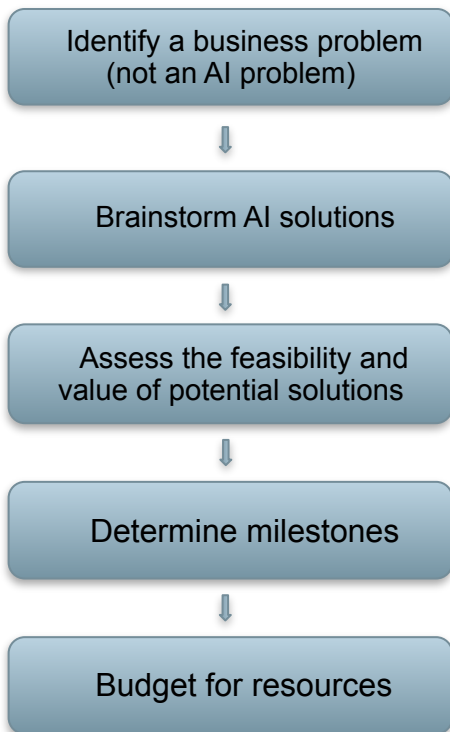 Identify a business problem
(not an AI problem)
Brainstorm AI solutions
Assess the feasibility and
value of potential solutions
Determine milestones
Budget for resources